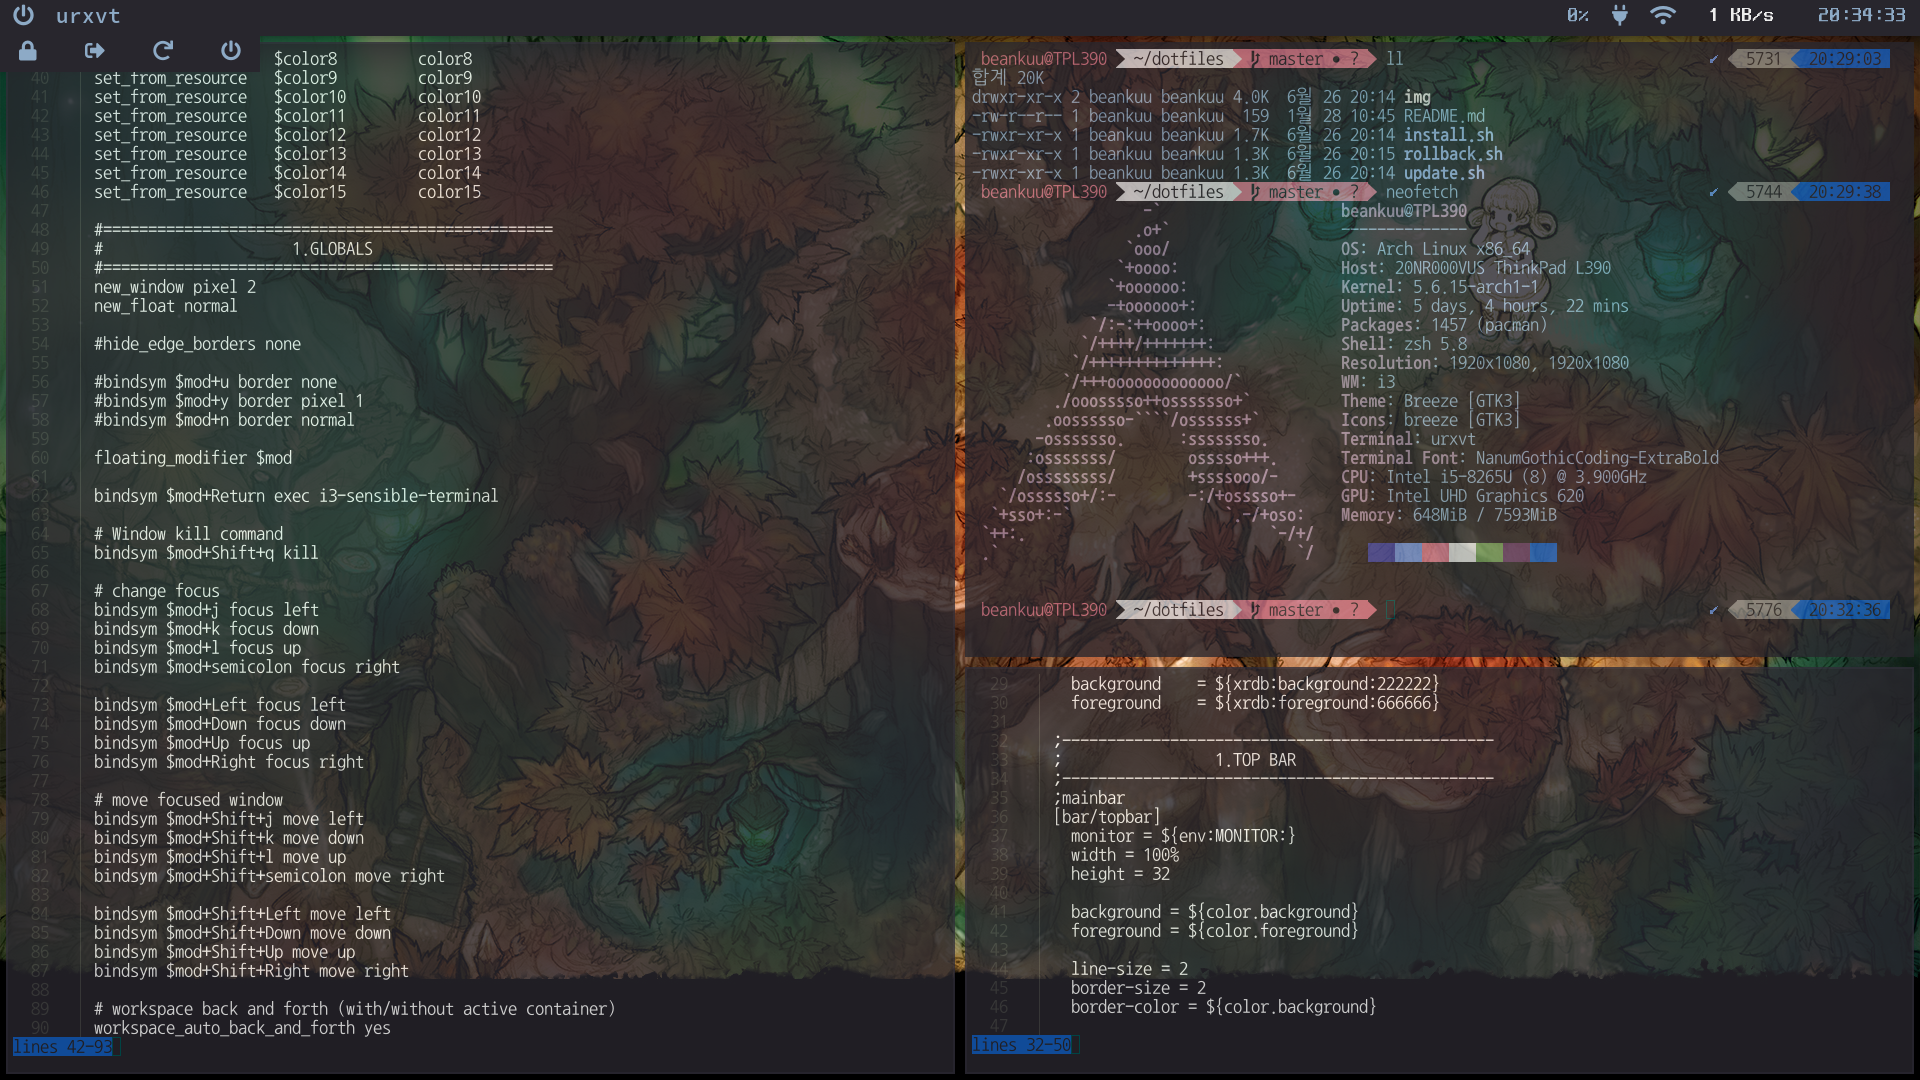 urxvt
0%
1 KB/s
20:34:33
$color8 color8
40 set_from_resource $color9 color9
41 set_from_resource $color10 color10
42 set_from_resource $color11 color11
43 set_from_resource $color12 color12
44 set_from_resource $color13 color13
45 set_from_resource $color14 color14
46 set_from_resource $color15 color15
47
48 #==================================================
49 # 1.GLOBALS
50 #==================================================
51 new_window pixel 2
52 new_float normal
53
54 #hide_edge_borders none
55
56 #bindsym $mod+u border none
57 #bindsym $mod+y border pixel 1
58 #bindsym $mod+n border normal
59
60 floating_modifier $mod
61
62 bindsym $mod+Return exec i3-sensible-terminal
63
64 # Window kill command
65 bindsym $mod+Shift+q kill
66
67 # change focus
68 bindsym $mod+j focus left
69 bindsym $mod+k focus down
70 bindsym $mod+l focus up
71 bindsym $mod+semicolon focus right
72
73 bindsym $mod+Left focus left
74 bindsym $mod+Down focus down
75 bindsym $mod+Up focus up
76 bindsym $mod+Right focus right
77
78 # move focused window
79 bindsym $mod+Shift+j move left
80 bindsym $mod+Shift+k move down
81 bindsym $mod+Shift+l move up
82 bindsym $mod+Shift+semicolon move right
83
84 bindsym $mod+Shift+Left move left
85 bindsym $mod+Shift+Down move down
86 bindsym $mod+Shift+Up move up
87 bindsym $mod+Shift+Right move right
88
89 # workspace back and forth (with/without active container)
90 workspace_auto_back_and_forth yes
lines 42-93
beankuu@TPL390 ~/dotfiles master • ? ll ✔ 5731 20:29:03
합계 20K
drwxr-xr-x 2 beankuu beankuu 4.0K 6월 26 20:14 img
-rw-r--r-- 1 beankuu beankuu 159 1월 28 10:45 README.md
-rwxr-xr-x 1 beankuu beankuu 1.7K 6월 26 20:14 install.sh
-rwxr-xr-x 1 beankuu beankuu 1.3K 6월 26 20:15 rollback.sh
-rwxr-xr-x 1 beankuu beankuu 1.3K 6월 26 20:14 update.sh
beankuu@TPL390 ~/dotfiles master • ? neofetch ✔ 5744 20:29:38
-` beankuu@TPL390
.o+` --------------
`ooo/ OS: Arch Linux x86_64
`+oooo: Host: 20NR000VUS ThinkPad L390
`+oooooo: Kernel: 5.6.15-arch1-1
-+oooooo+: Uptime: 5 days, 4 hours, 22 mins
`/:-:++oooo+: Packages: 1457 (pacman)
`/++++/+++++++: Shell: zsh 5.8
`/++++++++++++++: Resolution: 1920x1080, 1920x1080
`/+++ooooooooooooo/` WM: i3
./ooosssso++osssssso+` Theme: Breeze [GTK3]
.oossssso-````/ossssss+` Icons: breeze [GTK3]
-osssssso. :ssssssso. Terminal: urxvt
:osssssss/ osssso+++. Terminal Font: NanumGothicCoding-ExtraBold
/ossssssss/ +ssssooo/- CPU: Intel i5-8265U (8) @ 3.900GHz
`/ossssso+/:- -:/+osssso+- GPU: Intel UHD Graphics 620
`+sso+:-` `.-/+oso: Memory: 648MiB / 7593MiB
`++:. `-/+/
.` `/
beankuu@TPL390 ~/dotfiles master • ? ✔ 5776 20:32:36
29 background = ${xrdb:background:222222}
30 foreground = ${xrdb:foreground:666666}
31
32 ;------------------------------------------------
33 ; 1.TOP BAR
34 ;------------------------------------------------
35 ;mainbar
36 [bar/topbar]
37 monitor = ${env:MONITOR:}
38 width = 100%
39 height = 32
40
41 background = ${color.background}
42 foreground = ${color.foreground}
43
44 line-size = 2
45 border-size = 2
46 border-color = ${color.background}
47
lines 32-50